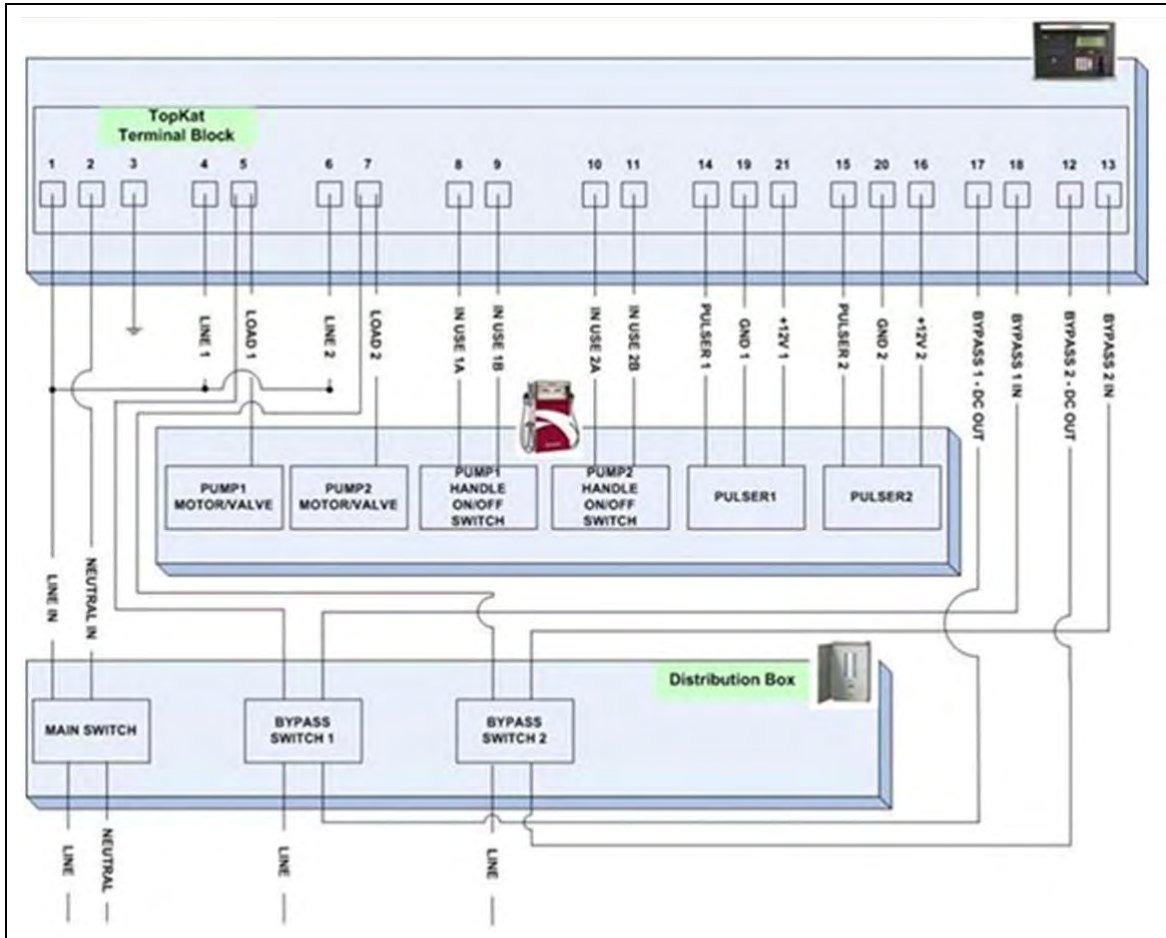 TopKat
Terminal Block
1 2 3 4 5 6 7 8 9 10 11 14 19 21 15 20 16 17 18 12 13
LINE 1
LOAD 1
LINE 2
LOAD 2
IN USE 1A
IN USE 1B
IN USE 2A
IN USE 2B
PULSER 1
GND 1
+12V 1
PULSER 2
GND 2
+12V 2
BYPASS 1 - DC OUT
BYPASS 1 IN
BYPASS 2 - DC OUT
BYPASS 2 IN
PUMP1
MOTOR/VALVE
PUMP2
MOTOR/VALVE
PUMP1
HANDLE
ON/OFF
SWITCH
PUMP2
HANDLE
ON/OFF
SWITCH
PULSER1
PULSER2
LINE IN
NEUTRAL IN
Distribution Box
MAIN SWITCH
BYPASS
SWITCH 1
BYPASS
SWITCH 2
LINE
NEUTRAL
LINE
LINE